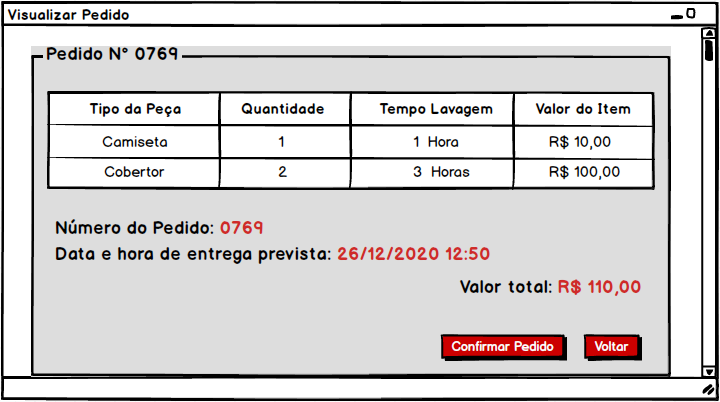 Visualizar Pedido
Pedido N° 0769
Tipo da Peça Quantidade Tempo Lavagem Valor do Item
Camiseta 1 1 Hora R$ 10,00
Cobertor 2 3 Horas R$ 100,00
Número do Pedido: 0769
Data e hora de entrega prevista: 26/12/2020 12:50
Valor total: R$ 110,00
Confirmar Pedido Voltar